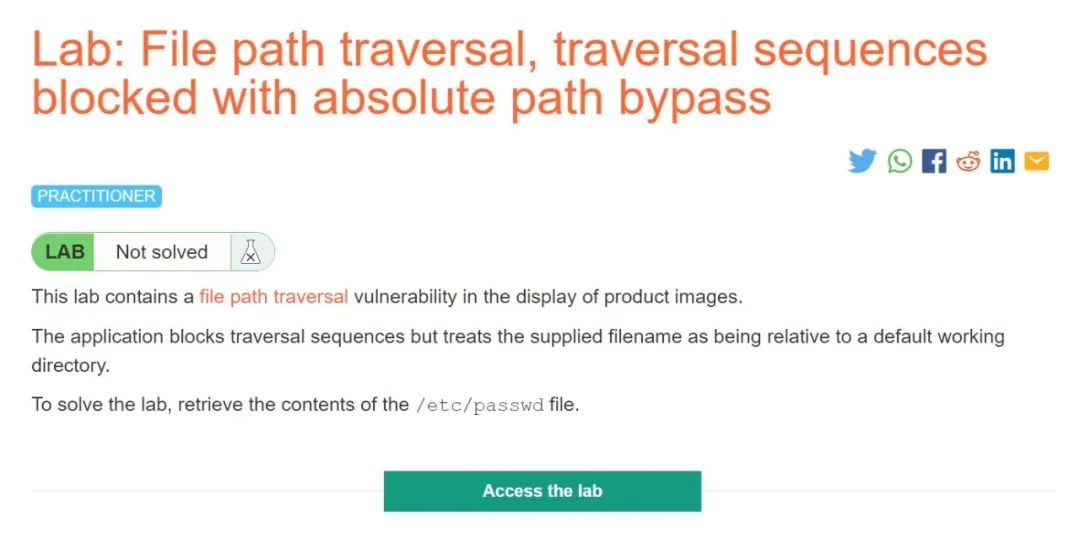 Lab: File path traversal, traversal sequences
blocked with absolute path bypass
PRACTITIONER
LAB Not solved
This lab contains a file path traversal vulnerability in the display of product images.
The application blocks traversal sequences but treats the supplied filename as being relative to a default working
directory.
To solve the lab, retrieve the contents of the /etc/passwd file.
Access the lab